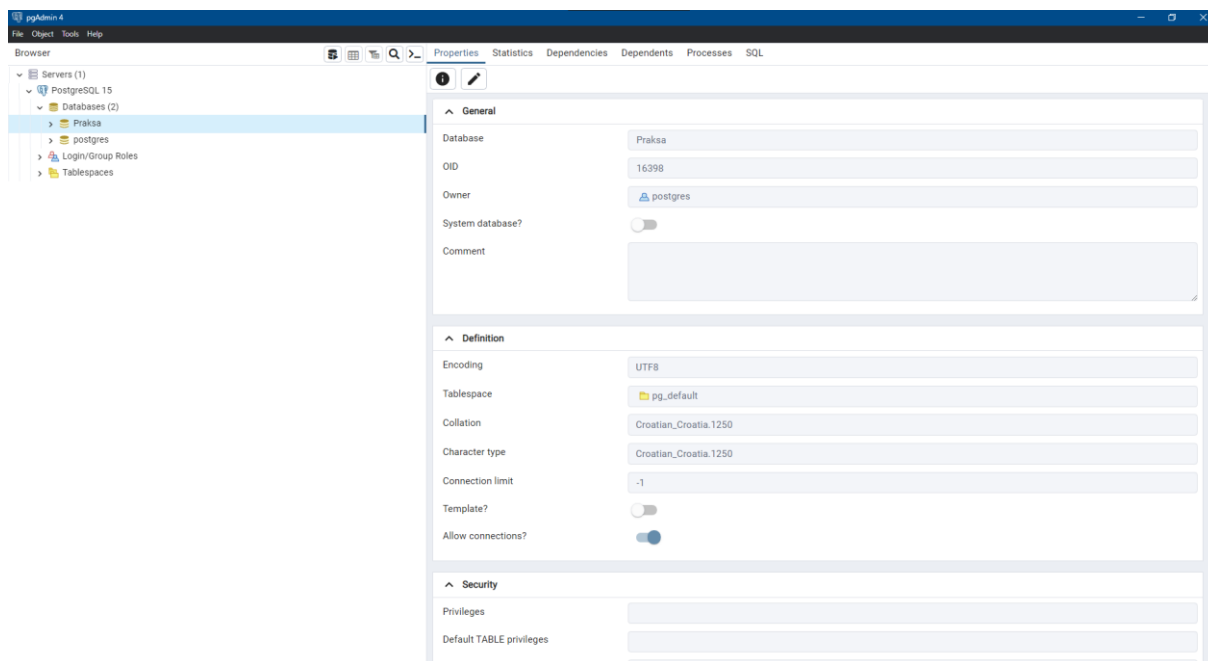 pgAdmin 4
File Object Tools Help
Browser
Servers (1)
PostgreSQL 15
Databases (2)
Praksa
postgres
Login/Group Roles
Tablespaces
Properties Statistics Dependencies Dependents Processes SQL
General
Database Praksa
OID 16398
Owner postgres
System database?
Comment
Definition
Encoding UTF8
Tablespace pg_default
Collation Croatian_Croatia.1250
Character type Croatian_Croatia.1250
Connection limit -1
Template?
Allow connections?
Security
Privileges
Default TABLE privileges